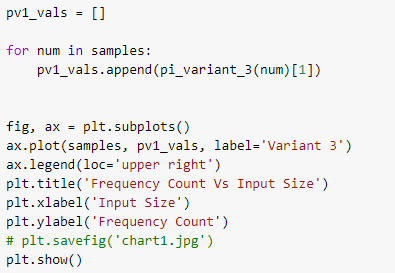 pv1_vals = []
for num in samples:
    pv1_vals.append(pi_variant_3(num)[1])
fig, ax = plt.subplots()
ax.plot(samples, pv1_vals, label='Variant 3')
ax.legend(loc='upper right')
plt.title('Frequency Count Vs Input Size')
plt.xlabel('Input Size')
plt.ylabel('Frequency Count')
# plt.savefig('chart1.jpg')
plt.show()